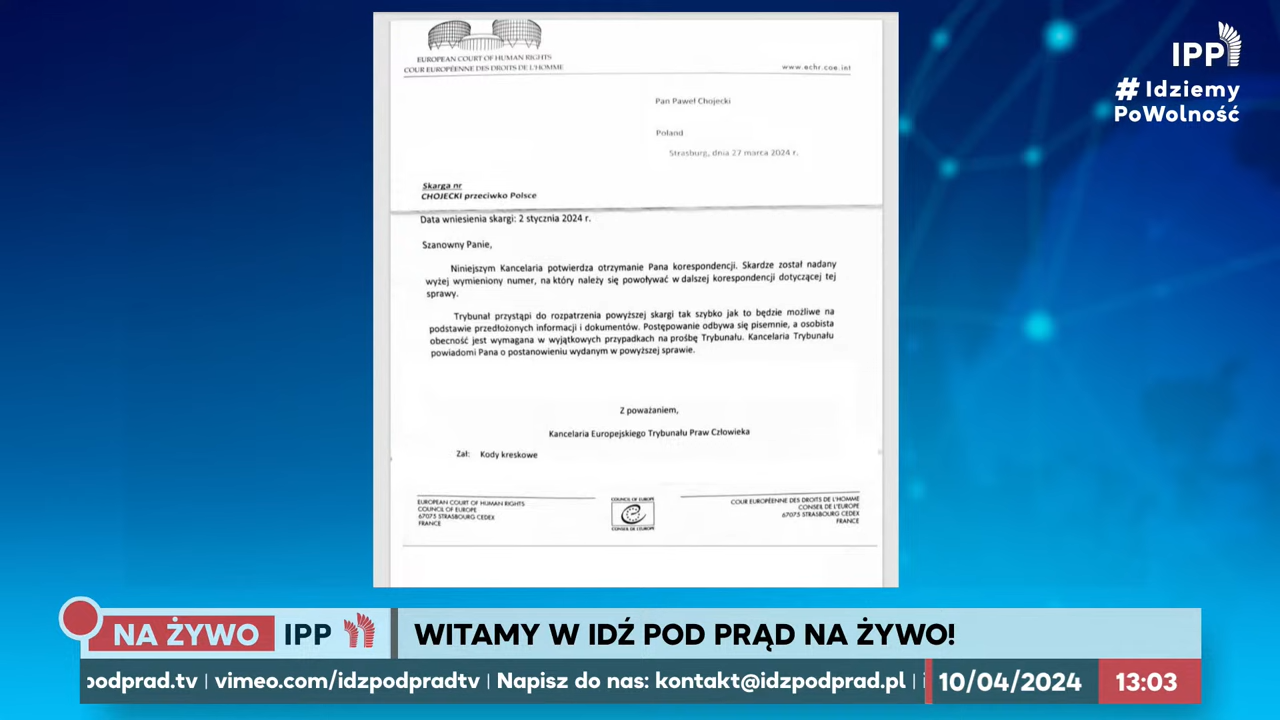 EUROPEAN COURT OF HUMAN RIGHTS
COUR EUROPÉENNE DES DROITS DE L'HOMME
www.echr.coe.int
Pan Paweł Chojecki
Poland
Strasburg, dnia 27 marca 2024 r.
Skarga nr
CHOJECKI przeciwko Polsce
Data wniesienia skargi: 2 stycznia 2024 r.
Szanowny Panie,
Niniejszym Kancelaria potwierdza otrzymanie Pana korespondencji. Skardze został nadany
wyżej wymieniony numer, na który należy się powoływać w dalszej korespondencji dotyczącej tej
sprawy.
Trybunał przystąpi do rozpatrzenia powyższej skargi tak szybko jak to będzie możliwe na
podstawie przedłożonych informacji i dokumentów. Postępowanie odbywa się pisemnie, a osobista
obecność jest wymagana w wyjątkowych przypadkach na prośbę Trybunału. Kancelaria Trybunału
powiadomi Pana o postanowieniu wydanym w powyższej sprawie.
Z poważaniem,
Kancelaria Europejskiego Trybunału Praw Człowieka
Zał: Kody kreskowe
EUROPEAN COURT OF HUMAN RIGHTS
COUNCIL OF EUROPE
67075 STRASBOURG CEDEX
FRANCE
COUNCIL OF EUROPE
CONSEIL DE L'EUROPE
COUR EUROPÉENNE DES DROITS DE L'HOMME
CONSEIL DE L'EUROPE
67075 STRASBOURG CEDEX
FRANCE
IPP
#Idziemy
PoWolność
NA ŻYWO IPP WITAMY W IDŹ POD PRĄD NA ŻYWO!
podprad.tv | vimeo.com/idzpodpradtv | Napisz do nas: kontakt@idzpodprad.pl | 10/04/2024 13:03